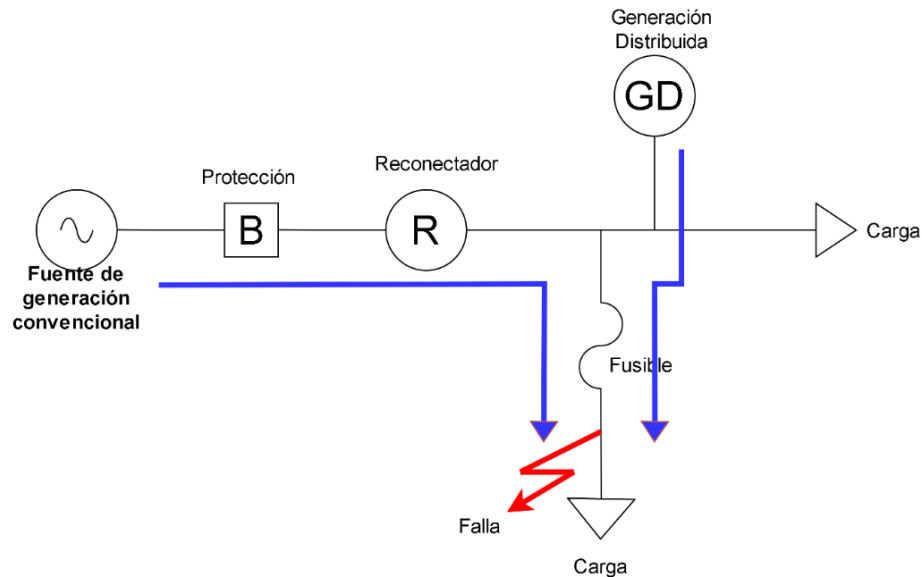 Generación
Distribuida
GD
Protección
Reconectador
B
R
Carga
Fuente de
generación
convencional
Fusible
Falla
Carga